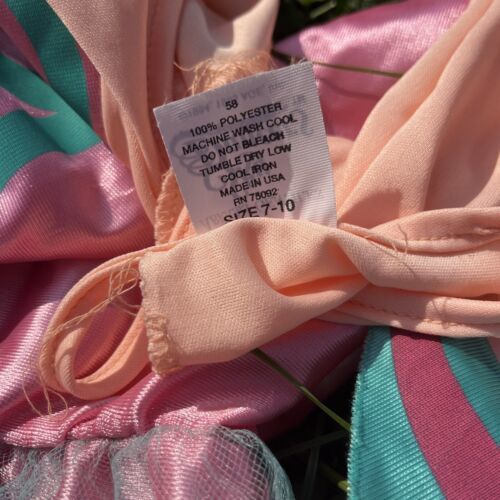 58
100% POLYESTER
MACHINE WASH COOL
DO NOT BLEACH
TUMBLE DRY LOW
COOL IRON
MADE IN USA
RN 75092
SIZE 7-10